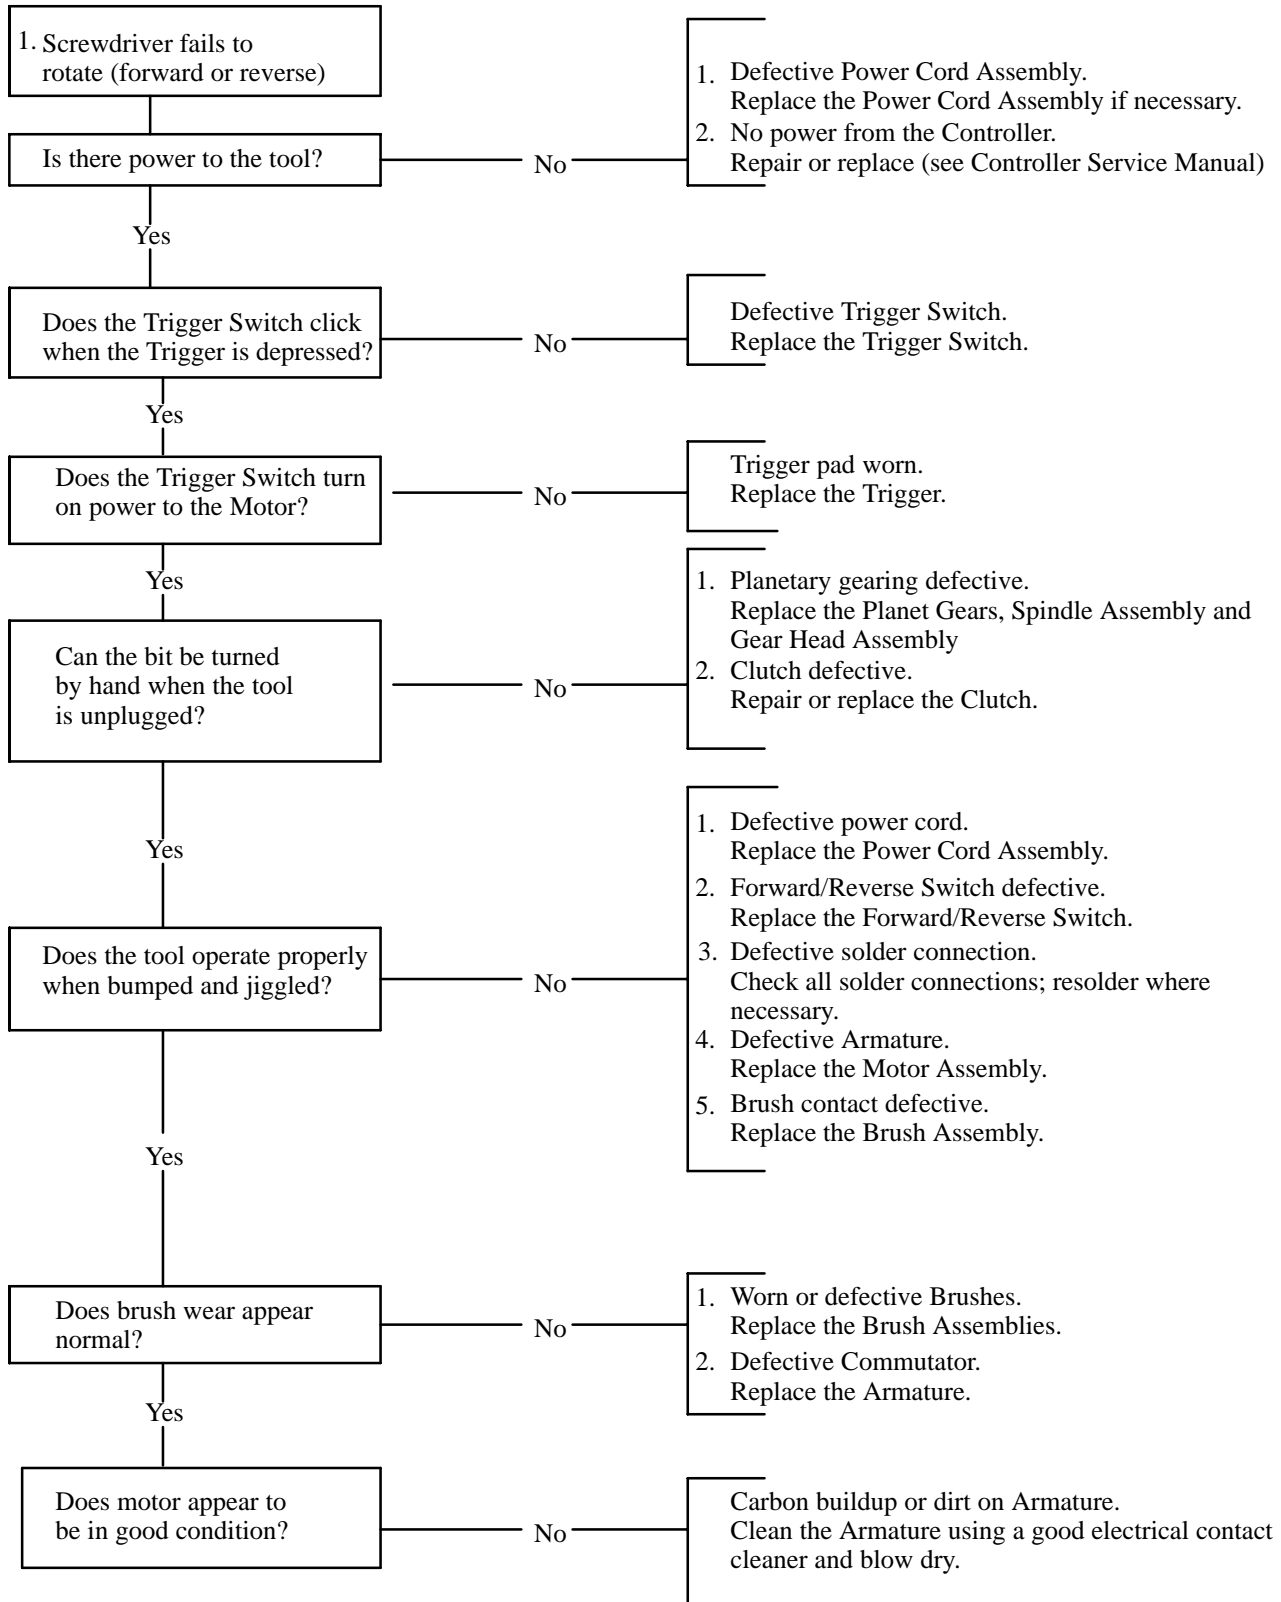 1. Screwdriver fails to
rotate (forward or reverse)
Is there power to the tool?
No
1. Defective Power Cord Assembly.
Replace the Power Cord Assembly if necessary.
2. No power from the Controller.
Repair or replace (see Controller Service Manual)
Yes
Does the Trigger Switch click
when the Trigger is depressed?
No
Defective Trigger Switch.
Replace the Trigger Switch.
Yes
Does the Trigger Switch turn
on power to the Motor?
No
Trigger pad worn.
Replace the Trigger.
Yes
Can the bit be turned
by hand when the tool
is unplugged?
No
1. Planetary gearing defective.
Replace the Planet Gears, Spindle Assembly and
Gear Head Assembly
2. Clutch defective.
Repair or replace the Clutch.
Yes
Does the tool operate properly
when bumped and jiggled?
No
1. Defective power cord.
Replace the Power Cord Assembly.
2. Forward/Reverse Switch defective.
Replace the Forward/Reverse Switch.
3. Defective solder connection.
Check all solder connections; resolder where
necessary.
4. Defective Armature.
Replace the Motor Assembly.
5. Brush contact defective.
Replace the Brush Assembly.
Yes
Does brush wear appear
normal?
No
1. Worn or defective Brushes.
Replace the Brush Assemblies.
2. Defective Commutator.
Replace the Armature.
Yes
Does motor appear to
be in good condition?
No
Carbon buildup or dirt on Armature.
Clean the Armature using a good electrical contact
cleaner and blow dry.